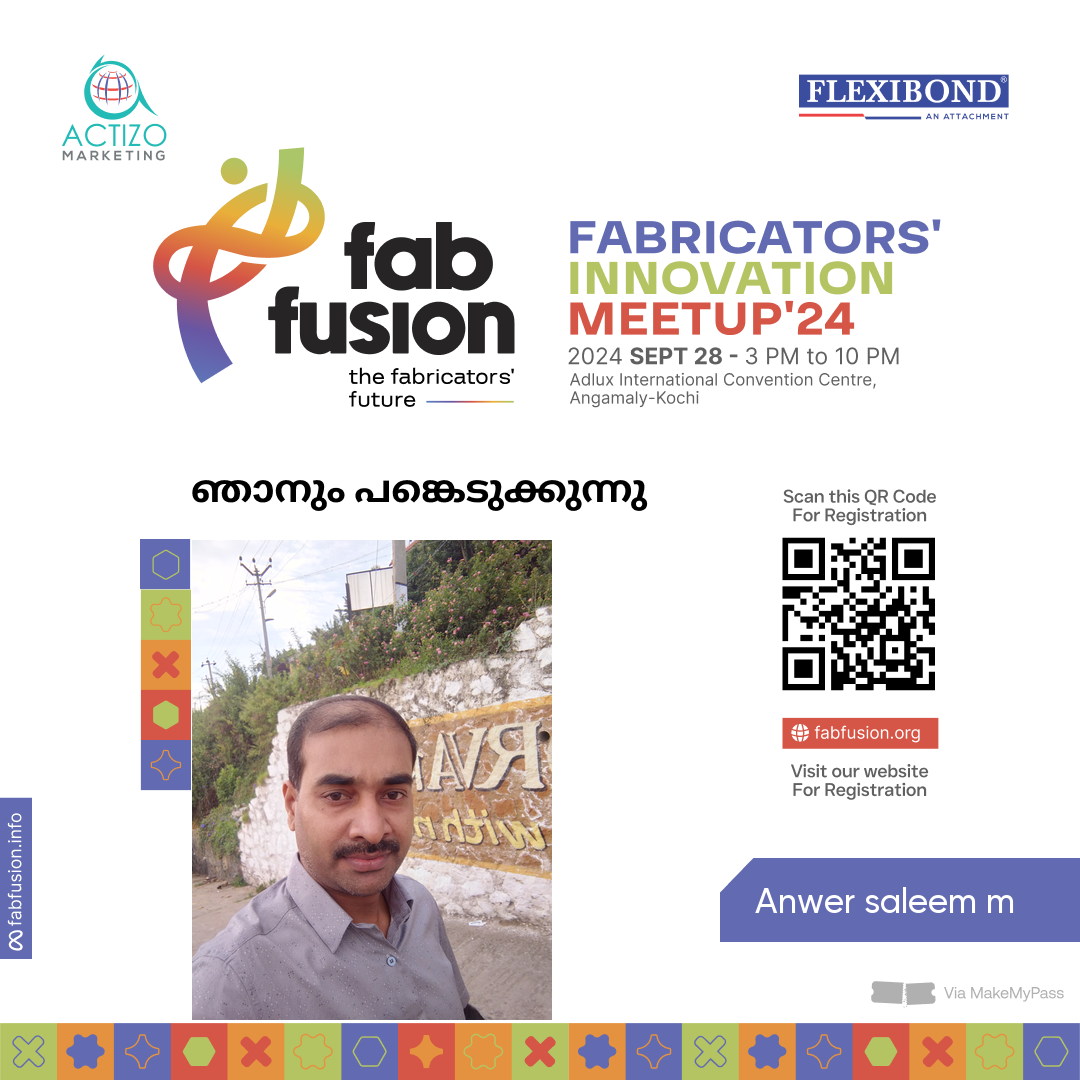 ACTIZO
MARKETING
FLEXIBOND®
AN ATTACHMENT
fab
fusion
the fabricators'
future
FABRICATORS'
INNOVATION
MEETUP'24
2024 SEPT 28 - 3 PM to 10 PM
Adlux International Convention Centre,
Angamaly-Kochi
ഞാനും പങ്കെടുക്കുന്നു
Scan this QR Code
For Registration
fabfusion.org
Visit our website
For Registration
RVA
with
fabfusion.info
Anwer saleem m
Via MakeMyPass